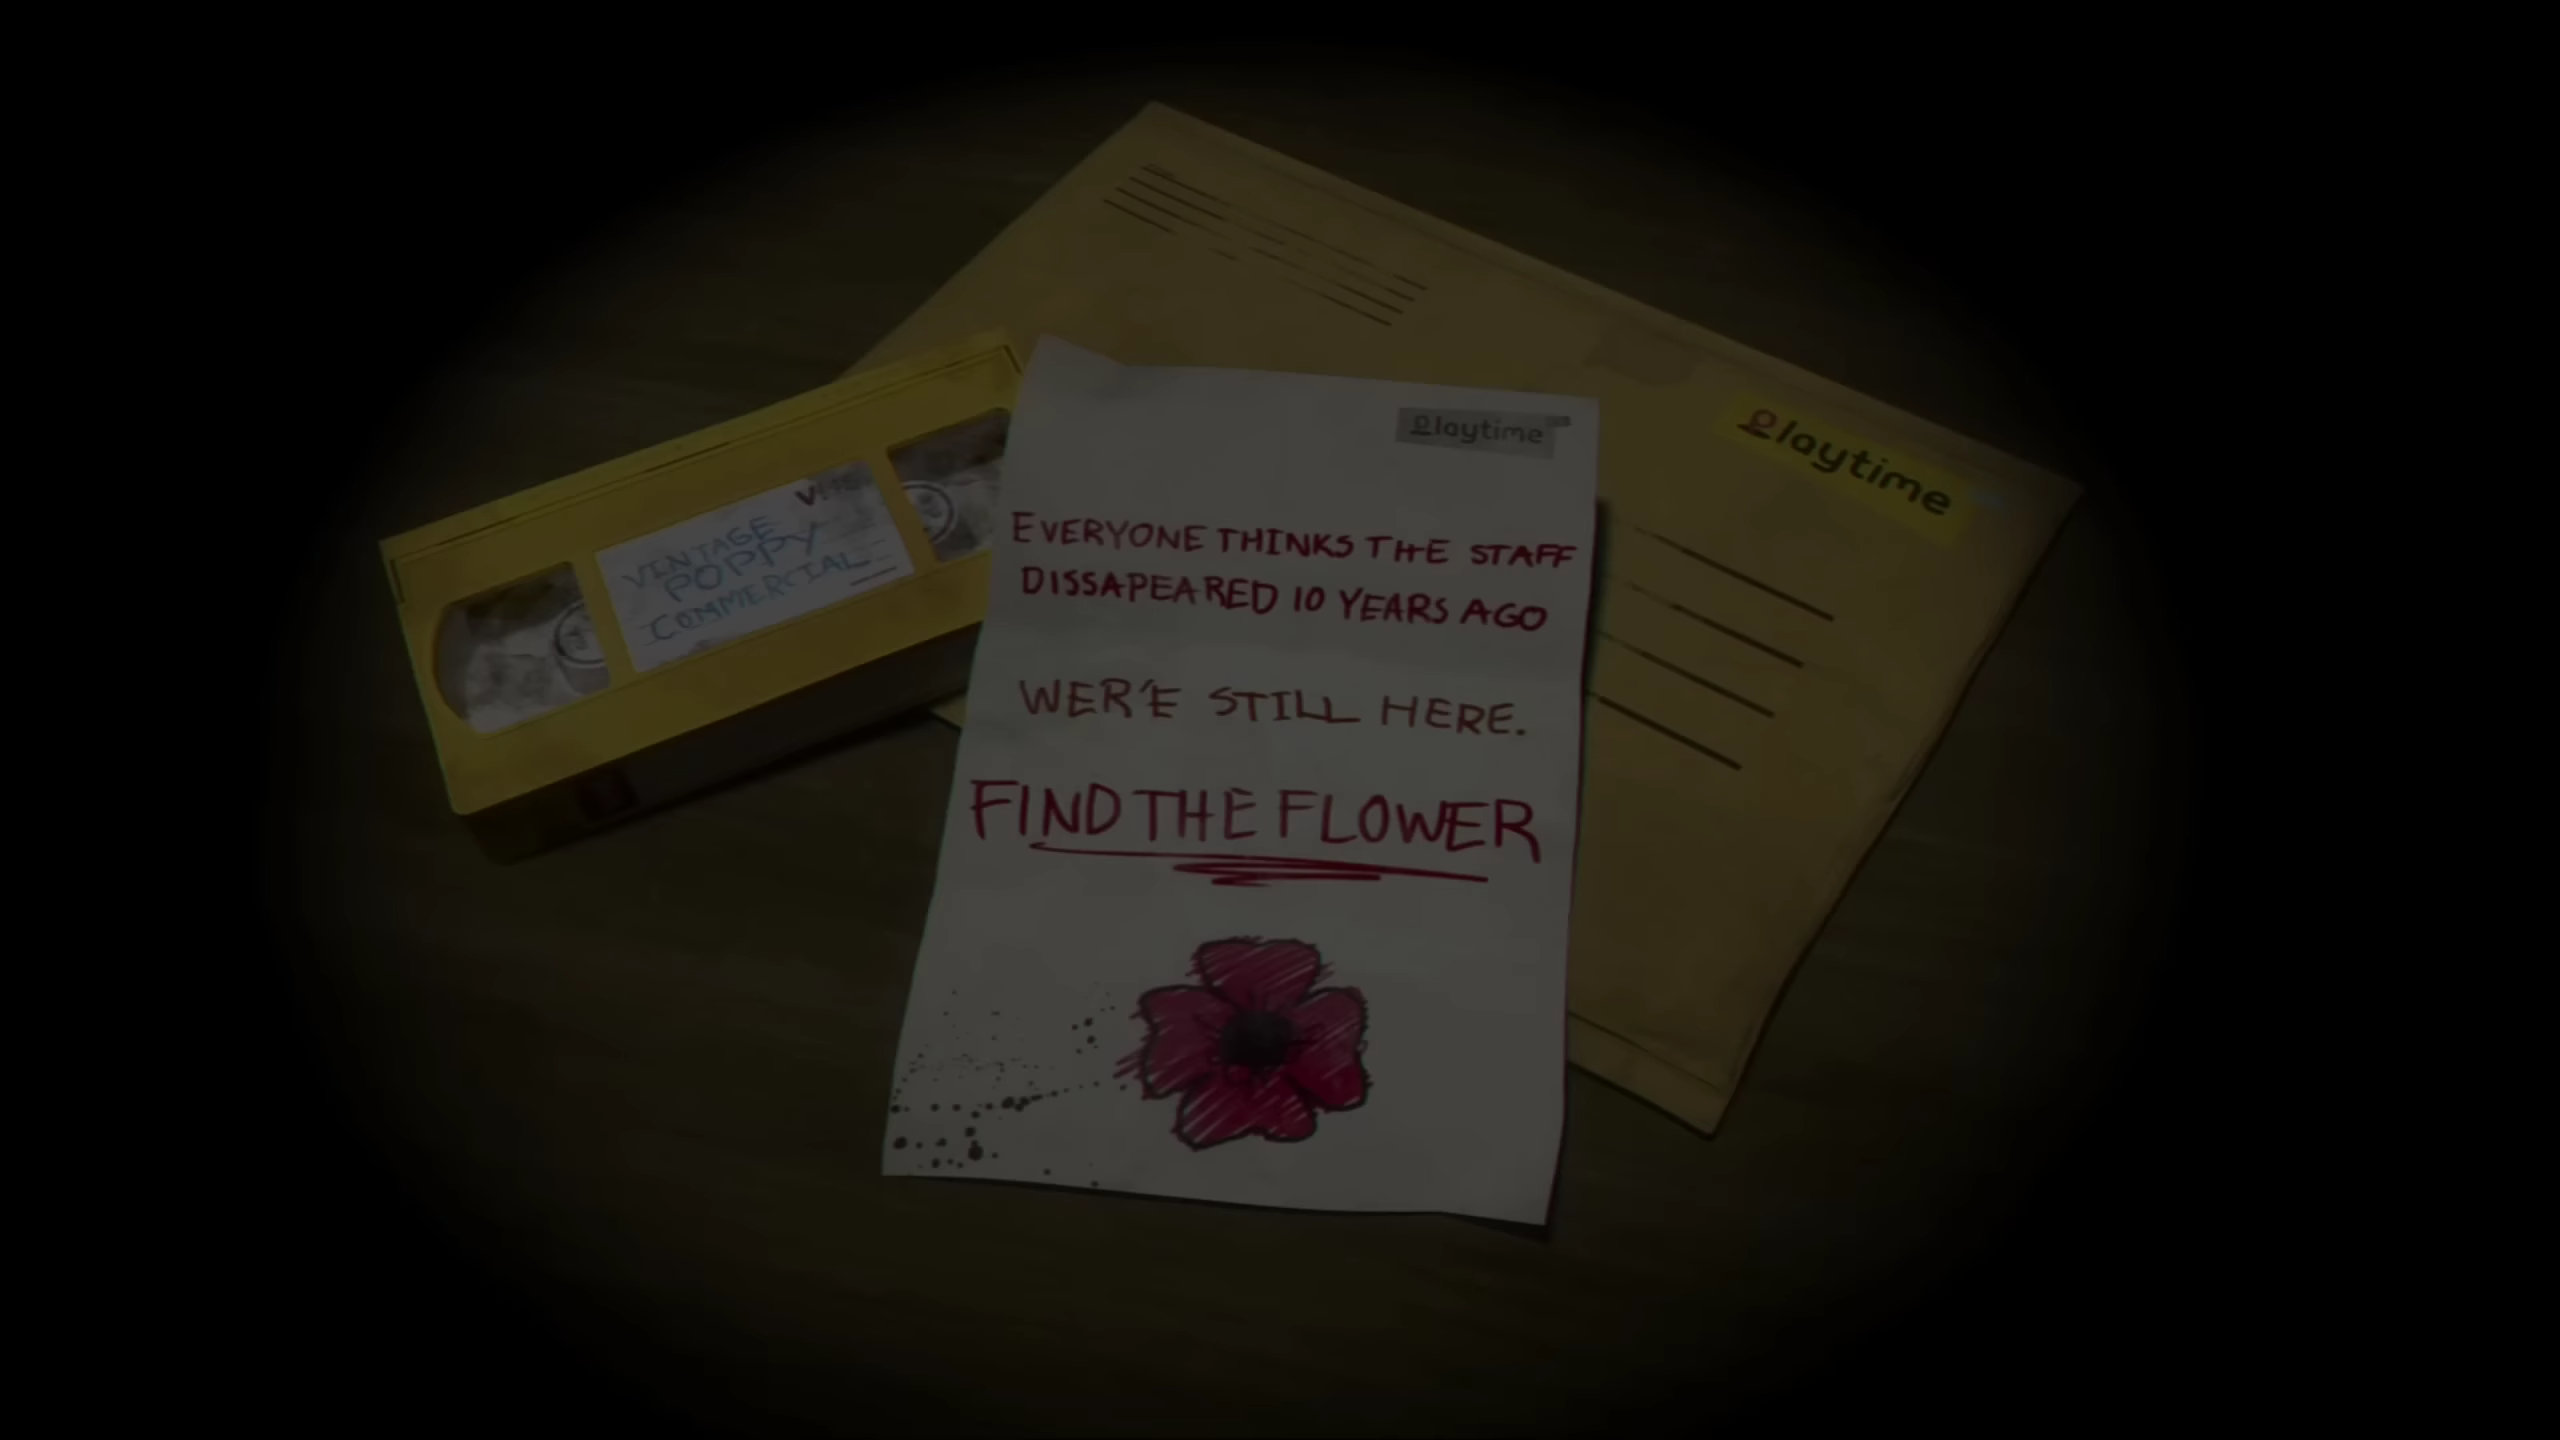 VHS
VINTAGE
POPPY
COMMERCIAL
Playtime
EVERYONE THINKS THE STAFF
DISSAPEARED 10 YEARS AGO
WER'E STILL HERE.
FIND THE FLOWER
Playtime